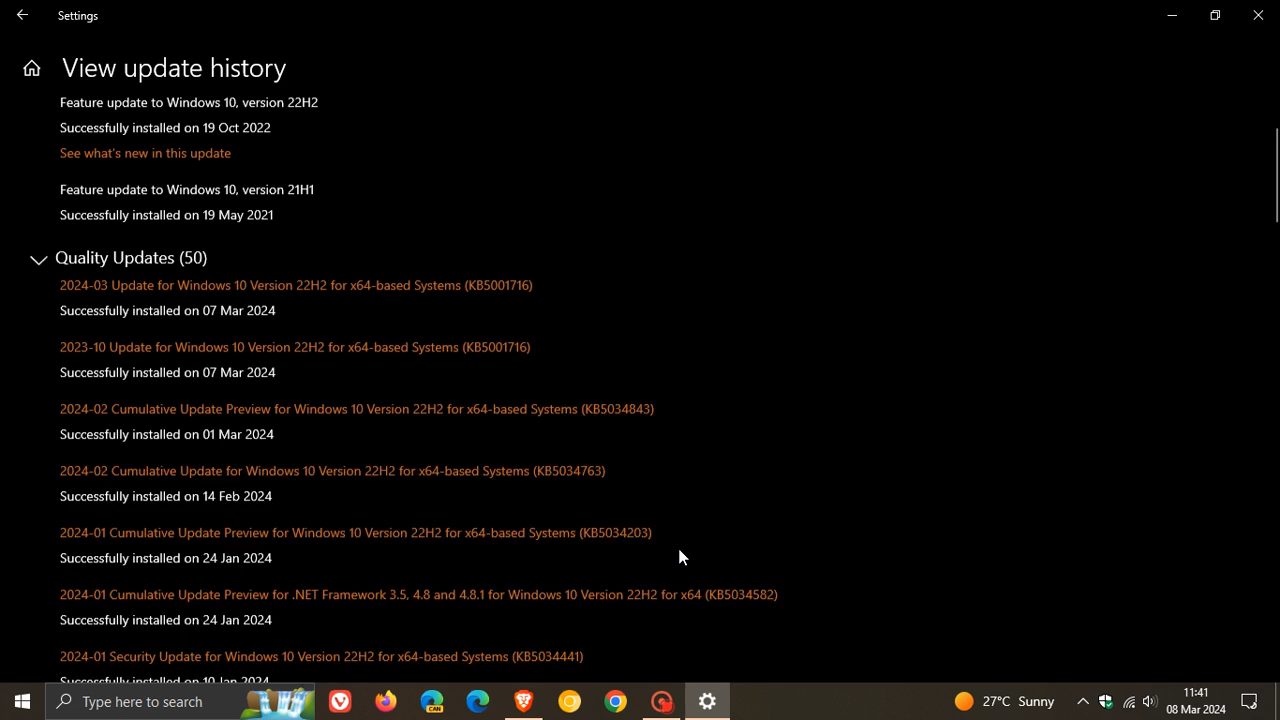 Settings
View update history
Feature update to Windows 10, version 22H2
Successfully installed on 19 Oct 2022
See what's new in this update
Feature update to Windows 10, version 21H1
Successfully installed on 19 May 2021
Quality Updates (50)
2024-03 Update for Windows 10 Version 22H2 for x64-based Systems (KB5001716)
Successfully installed on 07 Mar 2024
2023-10 Update for Windows 10 Version 22H2 for x64-based Systems (KB5001716)
Successfully installed on 07 Mar 2024
2024-02 Cumulative Update Preview for Windows 10 Version 22H2 for x64-based Systems (KB5034843)
Successfully installed on 01 Mar 2024
2024-02 Cumulative Update for Windows 10 Version 22H2 for x64-based Systems (KB5034763)
Successfully installed on 14 Feb 2024
2024-01 Cumulative Update Preview for Windows 10 Version 22H2 for x64-based Systems (KB5034203)
Successfully installed on 24 Jan 2024
2024-01 Cumulative Update Preview for .NET Framework 3.5, 4.8 and 4.8.1 for Windows 10 Version 22H2 for x64 (KB5034582)
Successfully installed on 24 Jan 2024
2024-01 Security Update for Windows 10 Version 22H2 for x64-based Systems (KB5034441)
Successfully installed on 10 Jan 2024
Type here to search
CAN
27°C Sunny
11:41
08 Mar 2024